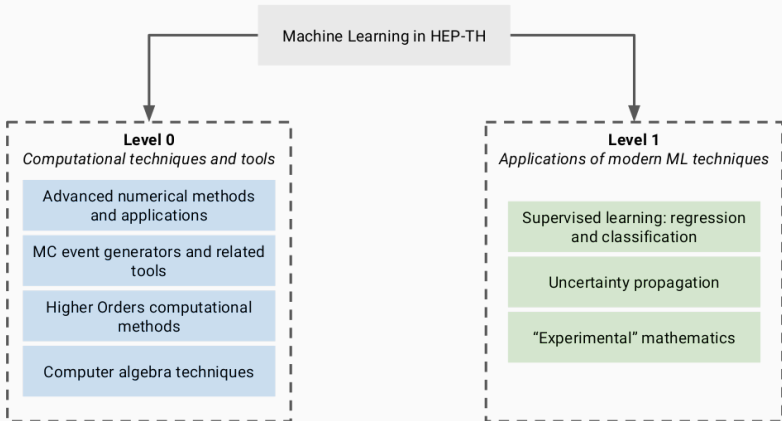 Machine Learning in HEP-TH
Level 0
Computational techniques and tools
Advanced numerical methods
and applications
MC event generators and related
tools
Higher Orders computational
methods
Computer algebra techniques
Level 1
Applications of modern ML techniques
Supervised learning: regression
and classification
Uncertainty propagation
“Experimental” mathematics